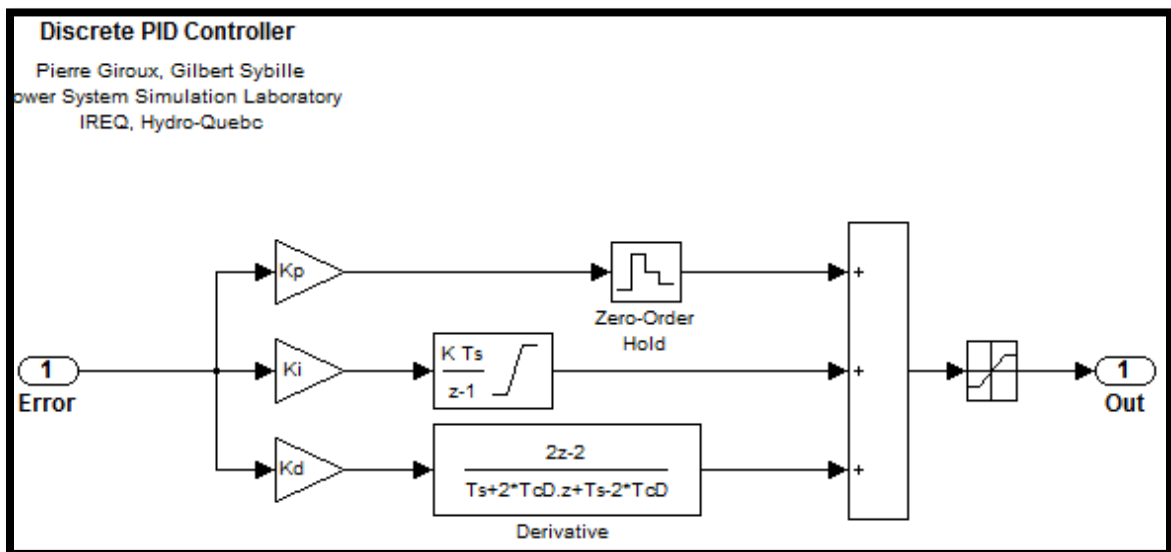 Discrete PID Controller
Pierre Giroux, Gilbert Sybille
ower System Simulation Laboratory
IREQ, Hydro-Quebc
Kp
Zero-Order
Hold
+
1
Error
Ki
K Ts
z-1
+
1
Out
Kd
2z-2
Ts+2*TcD.z+Ts-2*TcD
Derivative
+